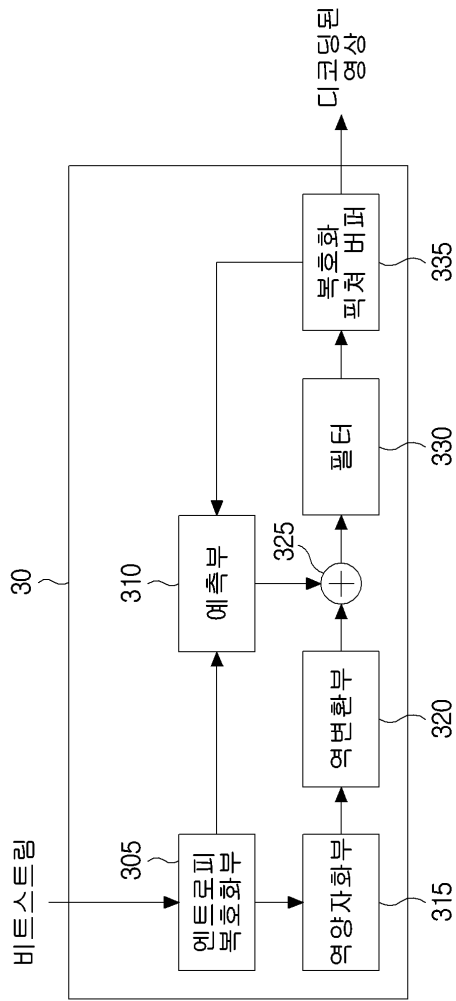 비트스트림
30
305
엔트로피
복호화부
310
예측부
325
디코딩된
영상
역양자화부
315
역변환부
320
필터
330
복호화
픽쳐 버퍼
335